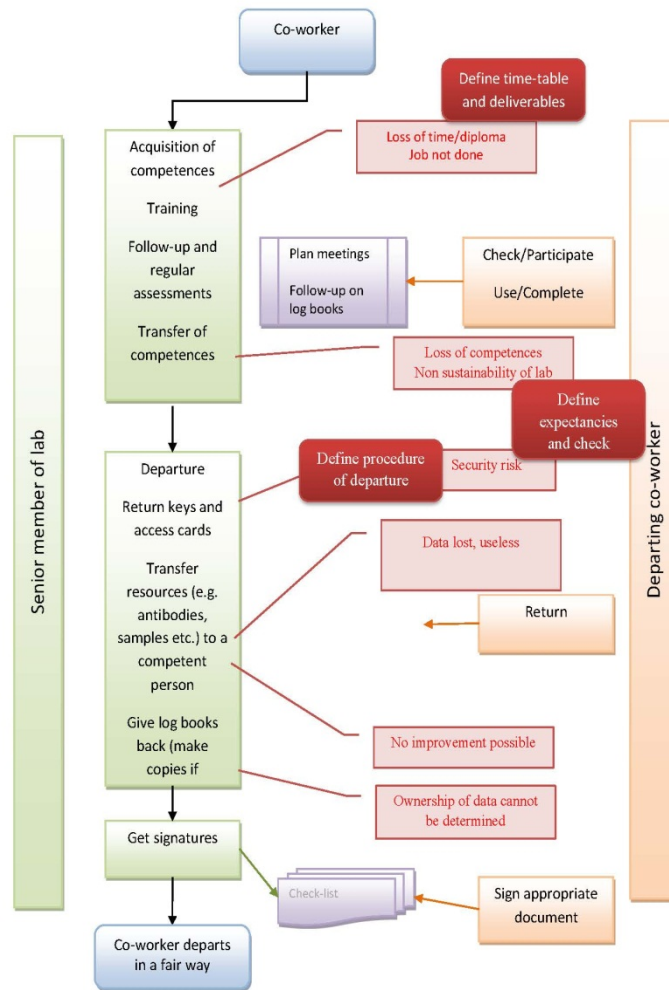 Co-worker
Define time-table
and deliverables
Acquisition of
competences
Training
Follow-up and
regular
assessments
Transfer of
competences
Loss of time/diploma
Job not done
Plan meetings
Follow-up on
log books
Check/Participate
Use/Complete
Loss of competences
Non sustainability of lab
Define
expectancies
and check
Senior member of lab
Departing co-worker
Departure
Return keys and
access cards
Transfer
resources (e.g.
antibodies,
samples etc.) to a
competent
person
Give log books
back (make
copies if
Define procedure
of departure
Security risk
Data lost, useless
Return
No improvement possible
Ownership of data cannot
be determined
Get signatures
Check-list
Sign appropriate
document
Co-worker departs
in a fair way